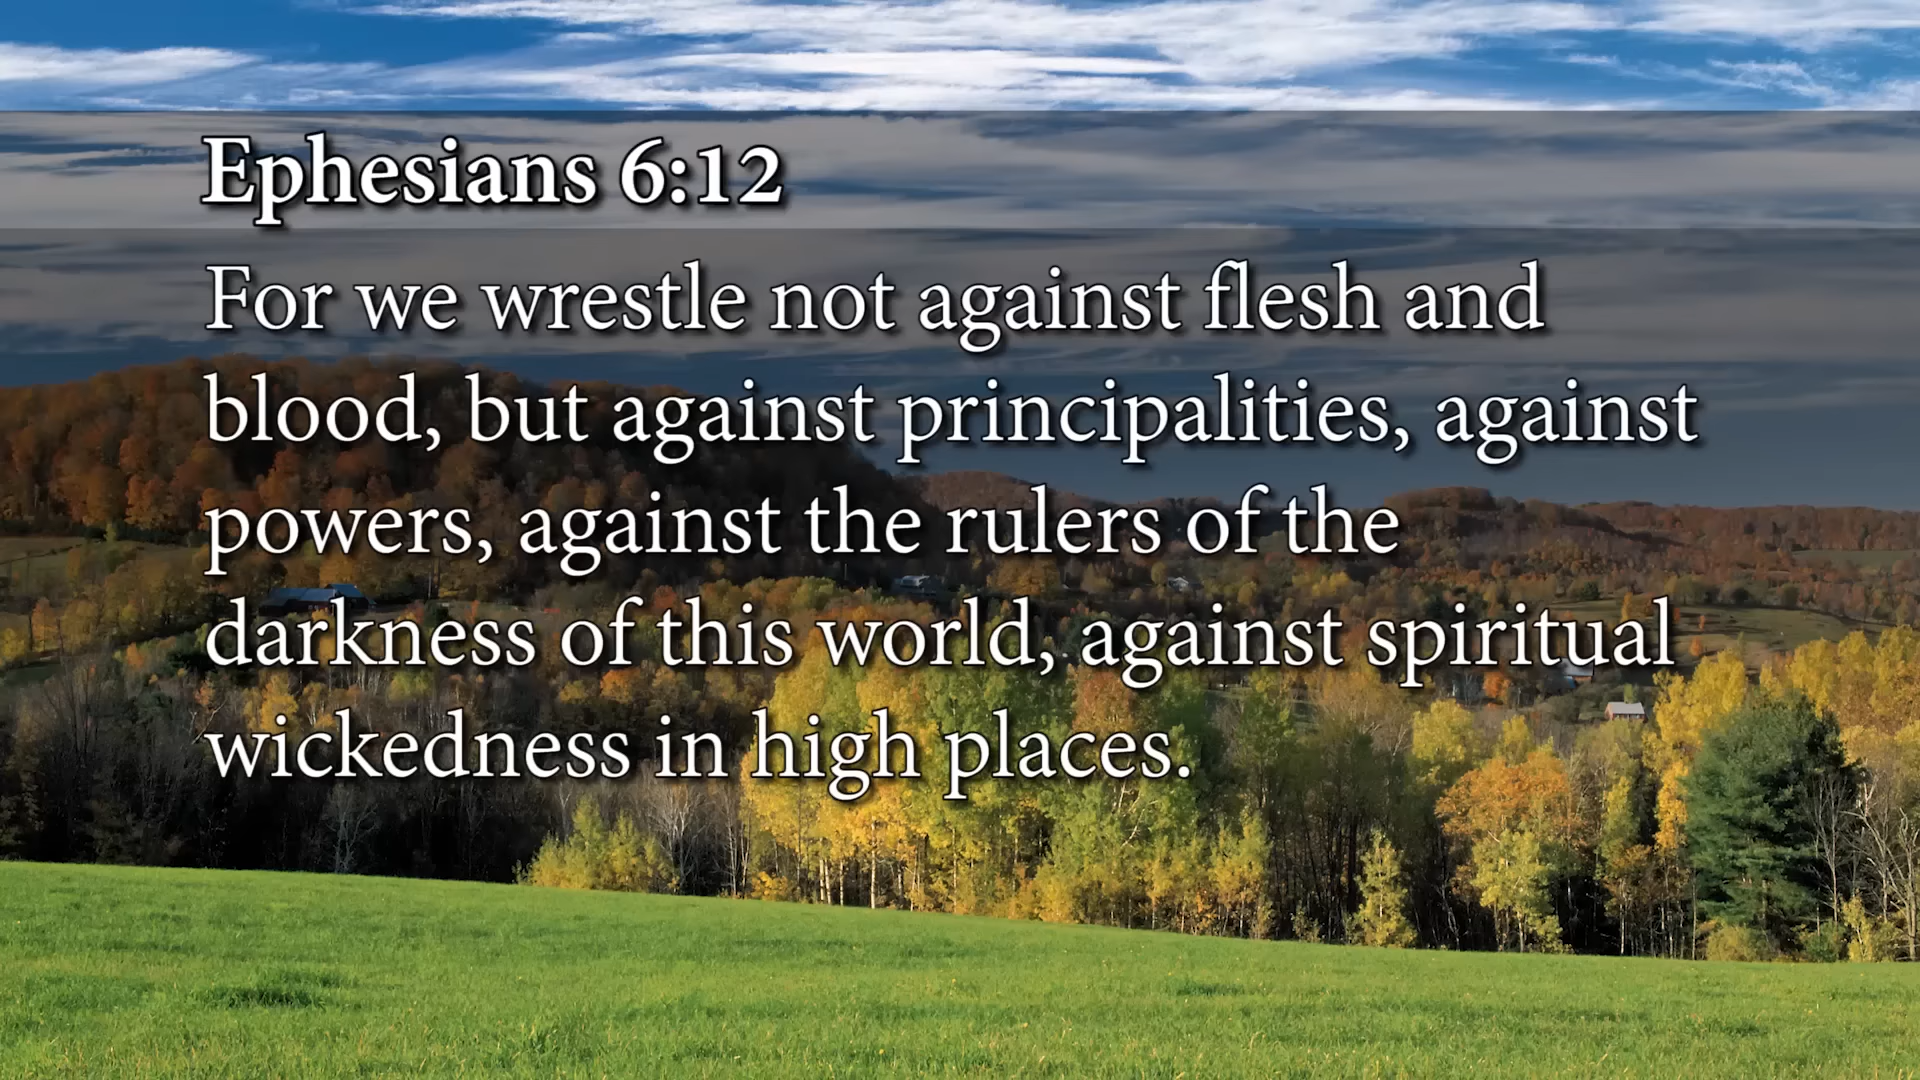 Ephesians 6:12
For we wrestle not against flesh and
blood, but against principalities, against
powers, against the rulers of the
darkness of this world, against spiritual
wickedness in high places.